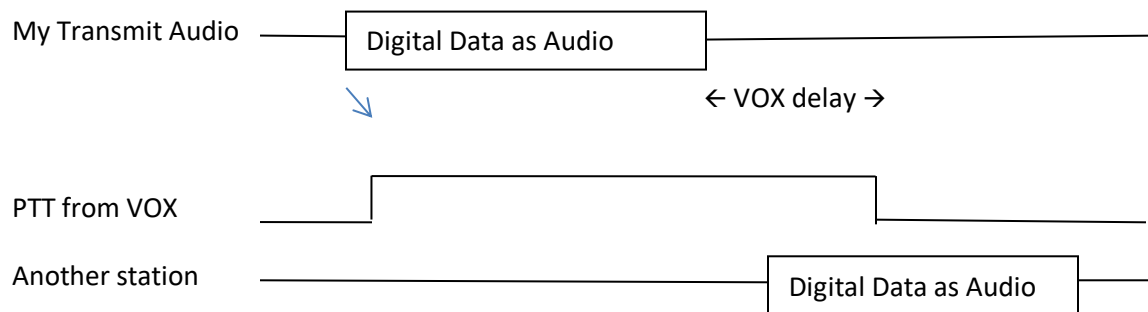 My Transmit Audio
Digital Data as Audio
← VOX delay →
PTT from VOX
Another station
Digital Data as Audio